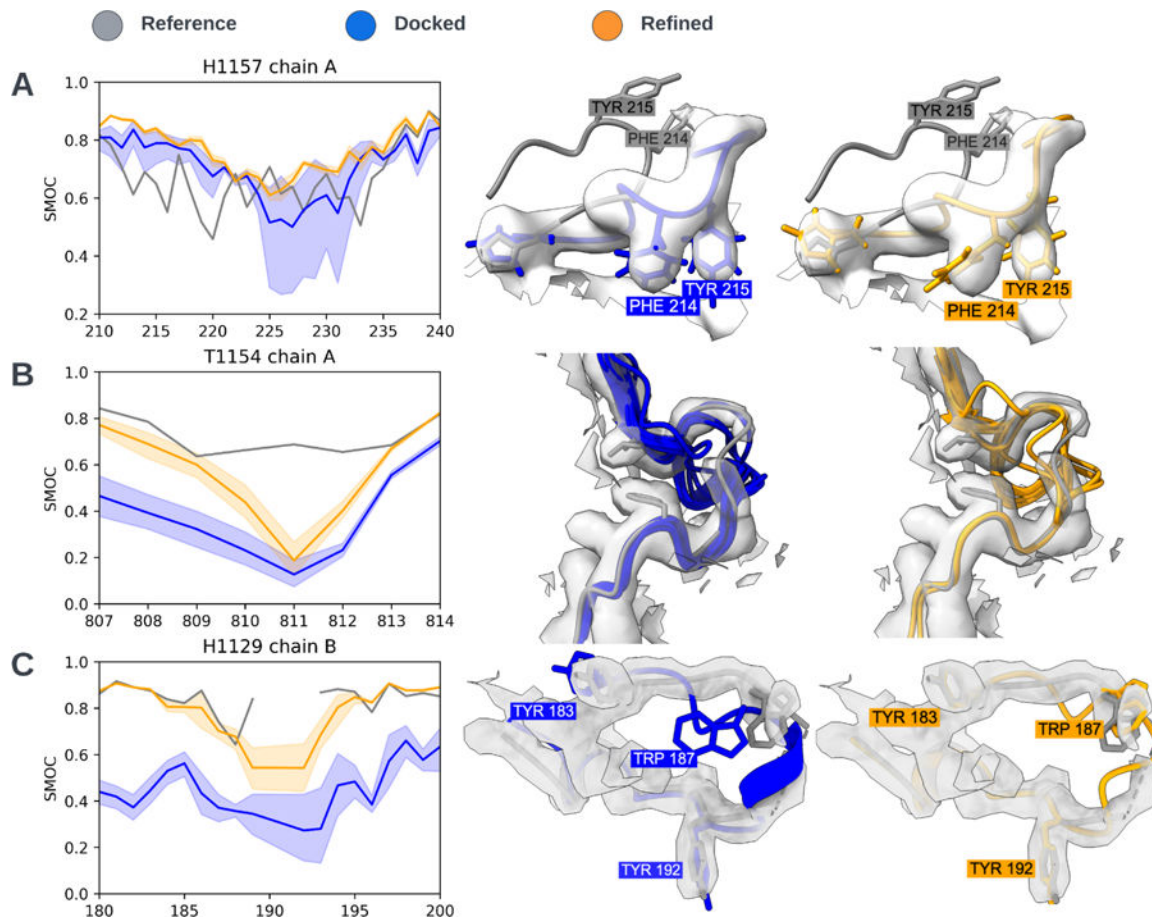 Reference Docked Refined
A
H1157 chain A
SMOC
1.0
0.8
0.6
0.4
0.2
210 215 220 225 230 235 240
TYR 215
PHE 214
TYR 215
PHE 214
TYR 215
PHE 214
TYR 215
PHE 214
B
T1154 chain A
SMOC
1.0
0.8
0.6
0.4
0.2
0.0
807 808 809 810 811 812 813 814
C
H1129 chain B
SMOC
1.0
0.8
0.6
0.4
0.2
0.0
180 185 190 195 200
TYR 183
TRP 187
TYR 192
TYR 183
TRP 187
TYR 192